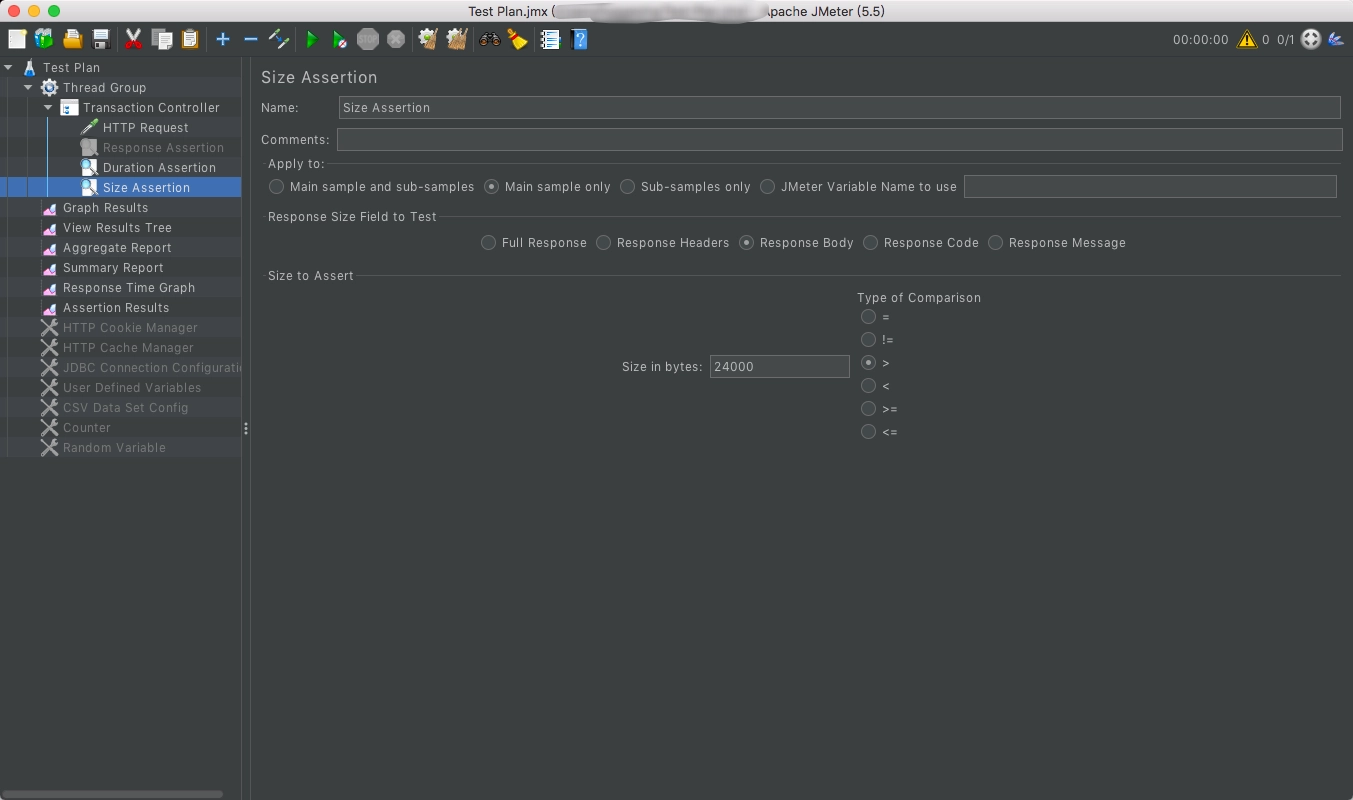 Test Plan.jmx ( Apache JMeter (5.5)
STOP 00:00:00 0 0/1
Test Plan
Thread Group
Transaction Controller
HTTP Request
Response Assertion
Duration Assertion
Size Assertion
Graph Results
View Results Tree
Aggregate Report
Summary Report
Response Time Graph
Assertion Results
HTTP Cookie Manager
HTTP Cache Manager
JDBC Connection Configuratio
User Defined Variables
CSV Data Set Config
Counter
Random Variable
Size Assertion
Name: Size Assertion
Comments:
Apply to:
Main sample and sub-samples Main sample only Sub-samples only JMeter Variable Name to use
Response Size Field to Test
Full Response Response Headers Response Body Response Code Response Message
Size to Assert
Type of Comparison
=
!=
Size in bytes: 24000
>
<
>=
<=